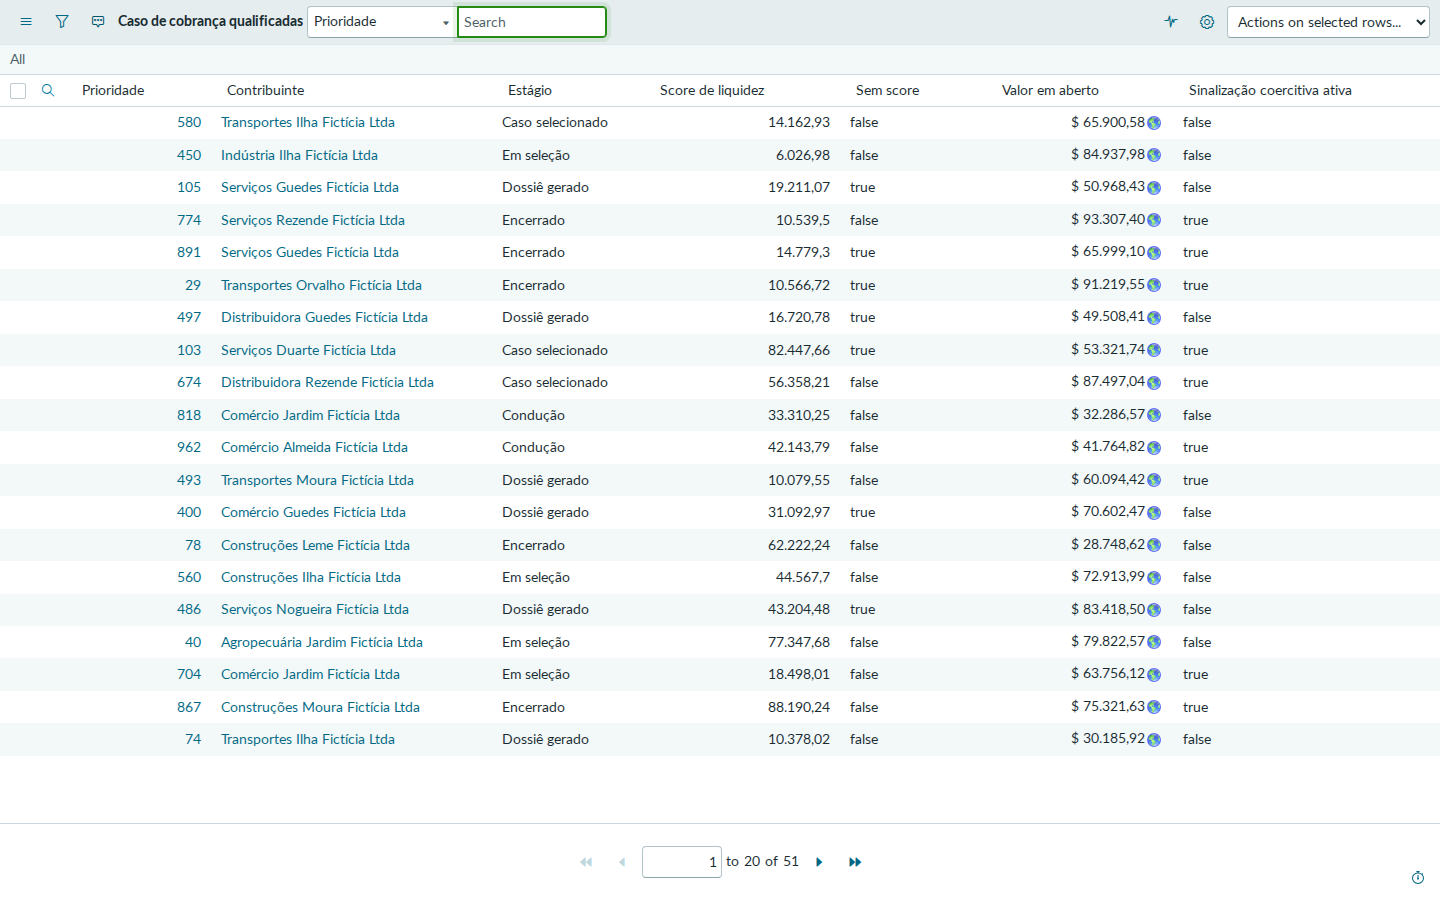 Caso de cobrança qualificadas Prioridade Search Actions on selected rows...
All
Prioridade Contribuinte Estágio Score de liquidez Sem score Valor em aberto Sinalização coercitiva ativa
580 Transportes Ilha Fictícia Ltda Caso selecionado 14.162,93 false $ 65.900,58 false
450 Indústria Ilha Fictícia Ltda Em seleção 6.026,98 false $ 84.937,98 false
105 Serviços Guedes Fictícia Ltda Dossiê gerado 19.211,07 true $ 50.968,43 false
774 Serviços Rezende Fictícia Ltda Encerrado 10.539,5 false $ 93.307,40 true
891 Serviços Guedes Fictícia Ltda Encerrado 14.779,3 true $ 65.999,10 true
29 Transportes Orvalho Fictícia Ltda Encerrado 10.566,72 true $ 91.219,55 true
497 Distribuidora Guedes Fictícia Ltda Dossiê gerado 16.720,78 true $ 49.508,41 false
103 Serviços Duarte Fictícia Ltda Caso selecionado 82.447,66 true $ 53.321,74 true
674 Distribuidora Rezende Fictícia Ltda Caso selecionado 56.358,21 false $ 87.497,04 true
818 Comércio Jardim Fictícia Ltda Condução 33.310,25 false $ 32.286,57 false
962 Comércio Almeida Fictícia Ltda Condução 42.143,79 false $ 41.764,82 true
493 Transportes Moura Fictícia Ltda Dossiê gerado 10.079,55 false $ 60.094,42 true
400 Comércio Guedes Fictícia Ltda Dossiê gerado 31.092,97 true $ 70.602,47 false
78 Construções Leme Fictícia Ltda Encerrado 62.222,24 false $ 28.748,62 false
560 Construções Ilha Fictícia Ltda Em seleção 44.567,7 false $ 72.913,99 false
486 Serviços Nogueira Fictícia Ltda Dossiê gerado 43.204,48 true $ 83.418,50 false
40 Agropecuária Jardim Fictícia Ltda Em seleção 77.347,68 false $ 79.822,57 false
704 Comércio Jardim Fictícia Ltda Em seleção 18.498,01 false $ 63.756,12 true
867 Construções Moura Fictícia Ltda Encerrado 88.190,24 false $ 75.321,63 true
74 Transportes Ilha Fictícia Ltda Dossiê gerado 10.378,02 false $ 30.185,92 false
1 to 20 of 51